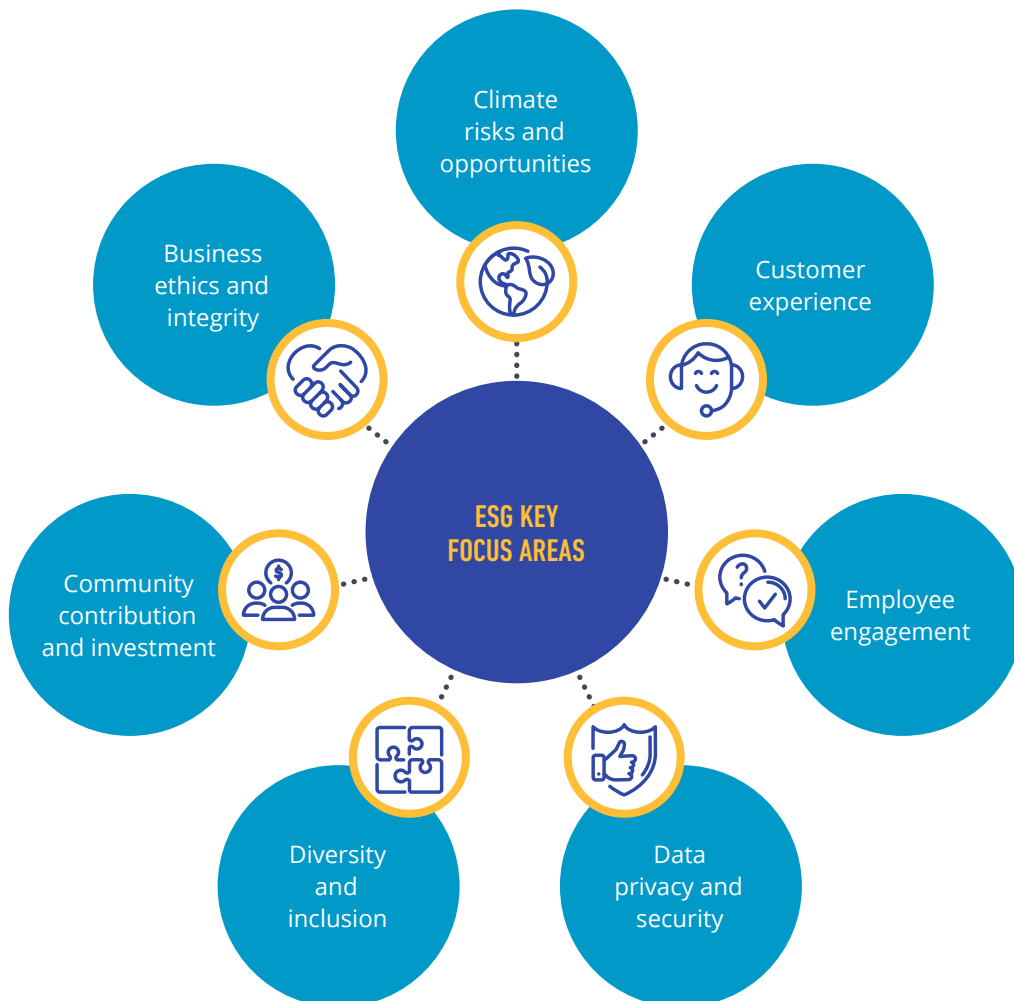 Climate
risks and
opportunities
Customer
experience
Employee
engagement
Data
privacy and
security
Diversity
and
inclusion
Community
contribution
and investment
Business
ethics and
integrity
ESG KEY
FOCUS AREAS
$
?